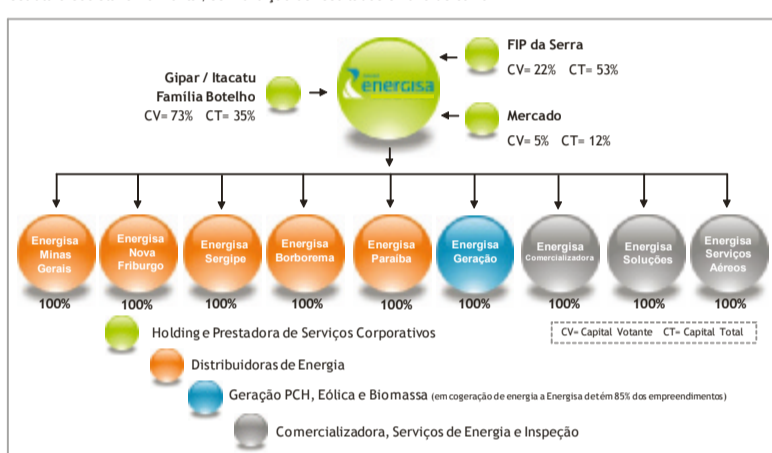 FIP da Serra
CV= 22% CT= 53%
Gipar / Itacatu
Família Botelho
CV= 73% CT= 35%
energisa
Mercado
CV= 5% CT= 12%
Energisa Minas Gerais
Energisa Nova Friburgo
Energisa Sergipe
Energisa Borborema
Energisa Paraíba
Energisa Geração
Energisa Comercializadora
Energisa Soluções
Energisa Serviços Aéreos
100% 100% 100% 100% 100% 100% 100% 100% 100%
Holding e Prestadora de Serviços Corporativos
CV= Capital Votante CT= Capital Total
Distribuidoras de Energia
Geração PCH, Eólica e Biomassa (em cogeração de energia a Energisa detém 85% dos empreendimentos)
Comercializadora, Serviços de Energia e Inspeção